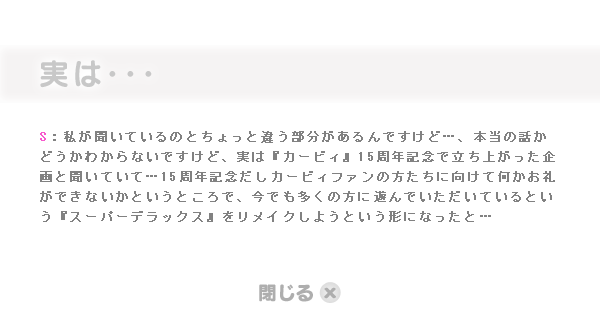 実は・・・
S：私が聞いているのとちょっと違う部分があるんですけど…、本当の話か
どうかわからないですけど、実は『カービィ』15周年記念で立ち上がった企
画と聞いていて…15周年記念だしカービィファンの方たちに向けて何かお礼
ができないかというところで、今でも多くの方に遊んでいただいているとい
う『スーパーデラックス』をリメイクしようという形になったと…
閉じる